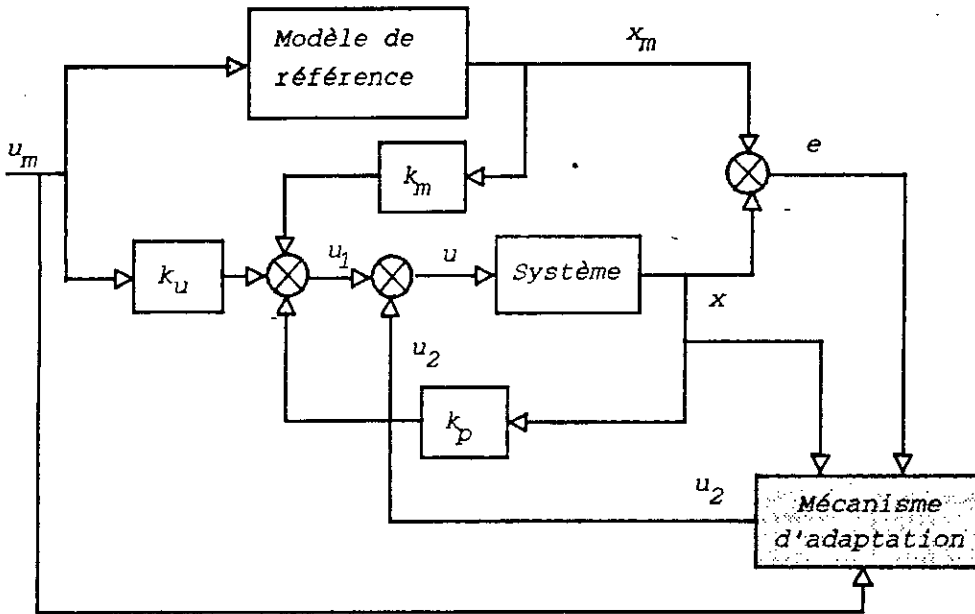 Modèle de
référence
x_m
u_m
e
k_m
k_u
u_1
u
Système
x
u_2
k_p
u_2
Mécanisme
d'adaptation